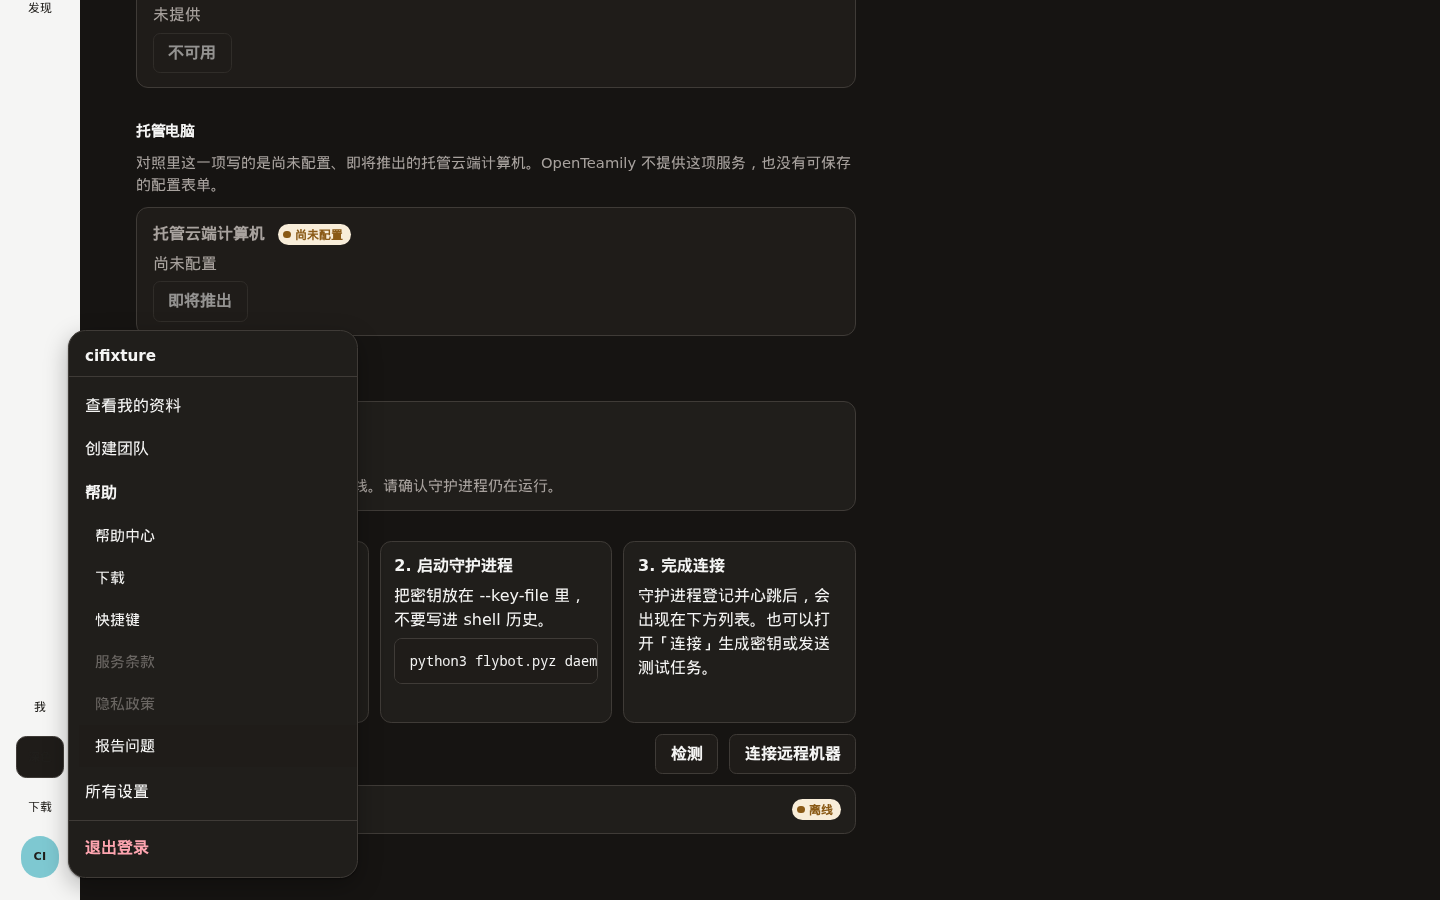 发现
未提供
不可用
托管电脑
对照里这一项写的是尚未配置、即将推出的托管云端计算机。OpenTeamily 不提供这项服务，也没有可保存
的配置表单。
托管云端计算机
尚未配置
尚未配置
即将推出
cifixture
查看我的资料
创建团队
帮助
帮助中心
下载
快捷键
服务条款
隐私政策
报告问题
所有设置
退出登录
线。请确认守护进程仍在运行。
2. 启动守护进程
把密钥放在 --key-file 里，
不要写进 shell 历史。
python3 flybot.pyz daem
3. 完成连接
守护进程登记并心跳后，会
出现在下方列表。也可以打
开「连接」生成密钥或发送
测试任务。
检测
连接远程机器
离线
我
下载
CI